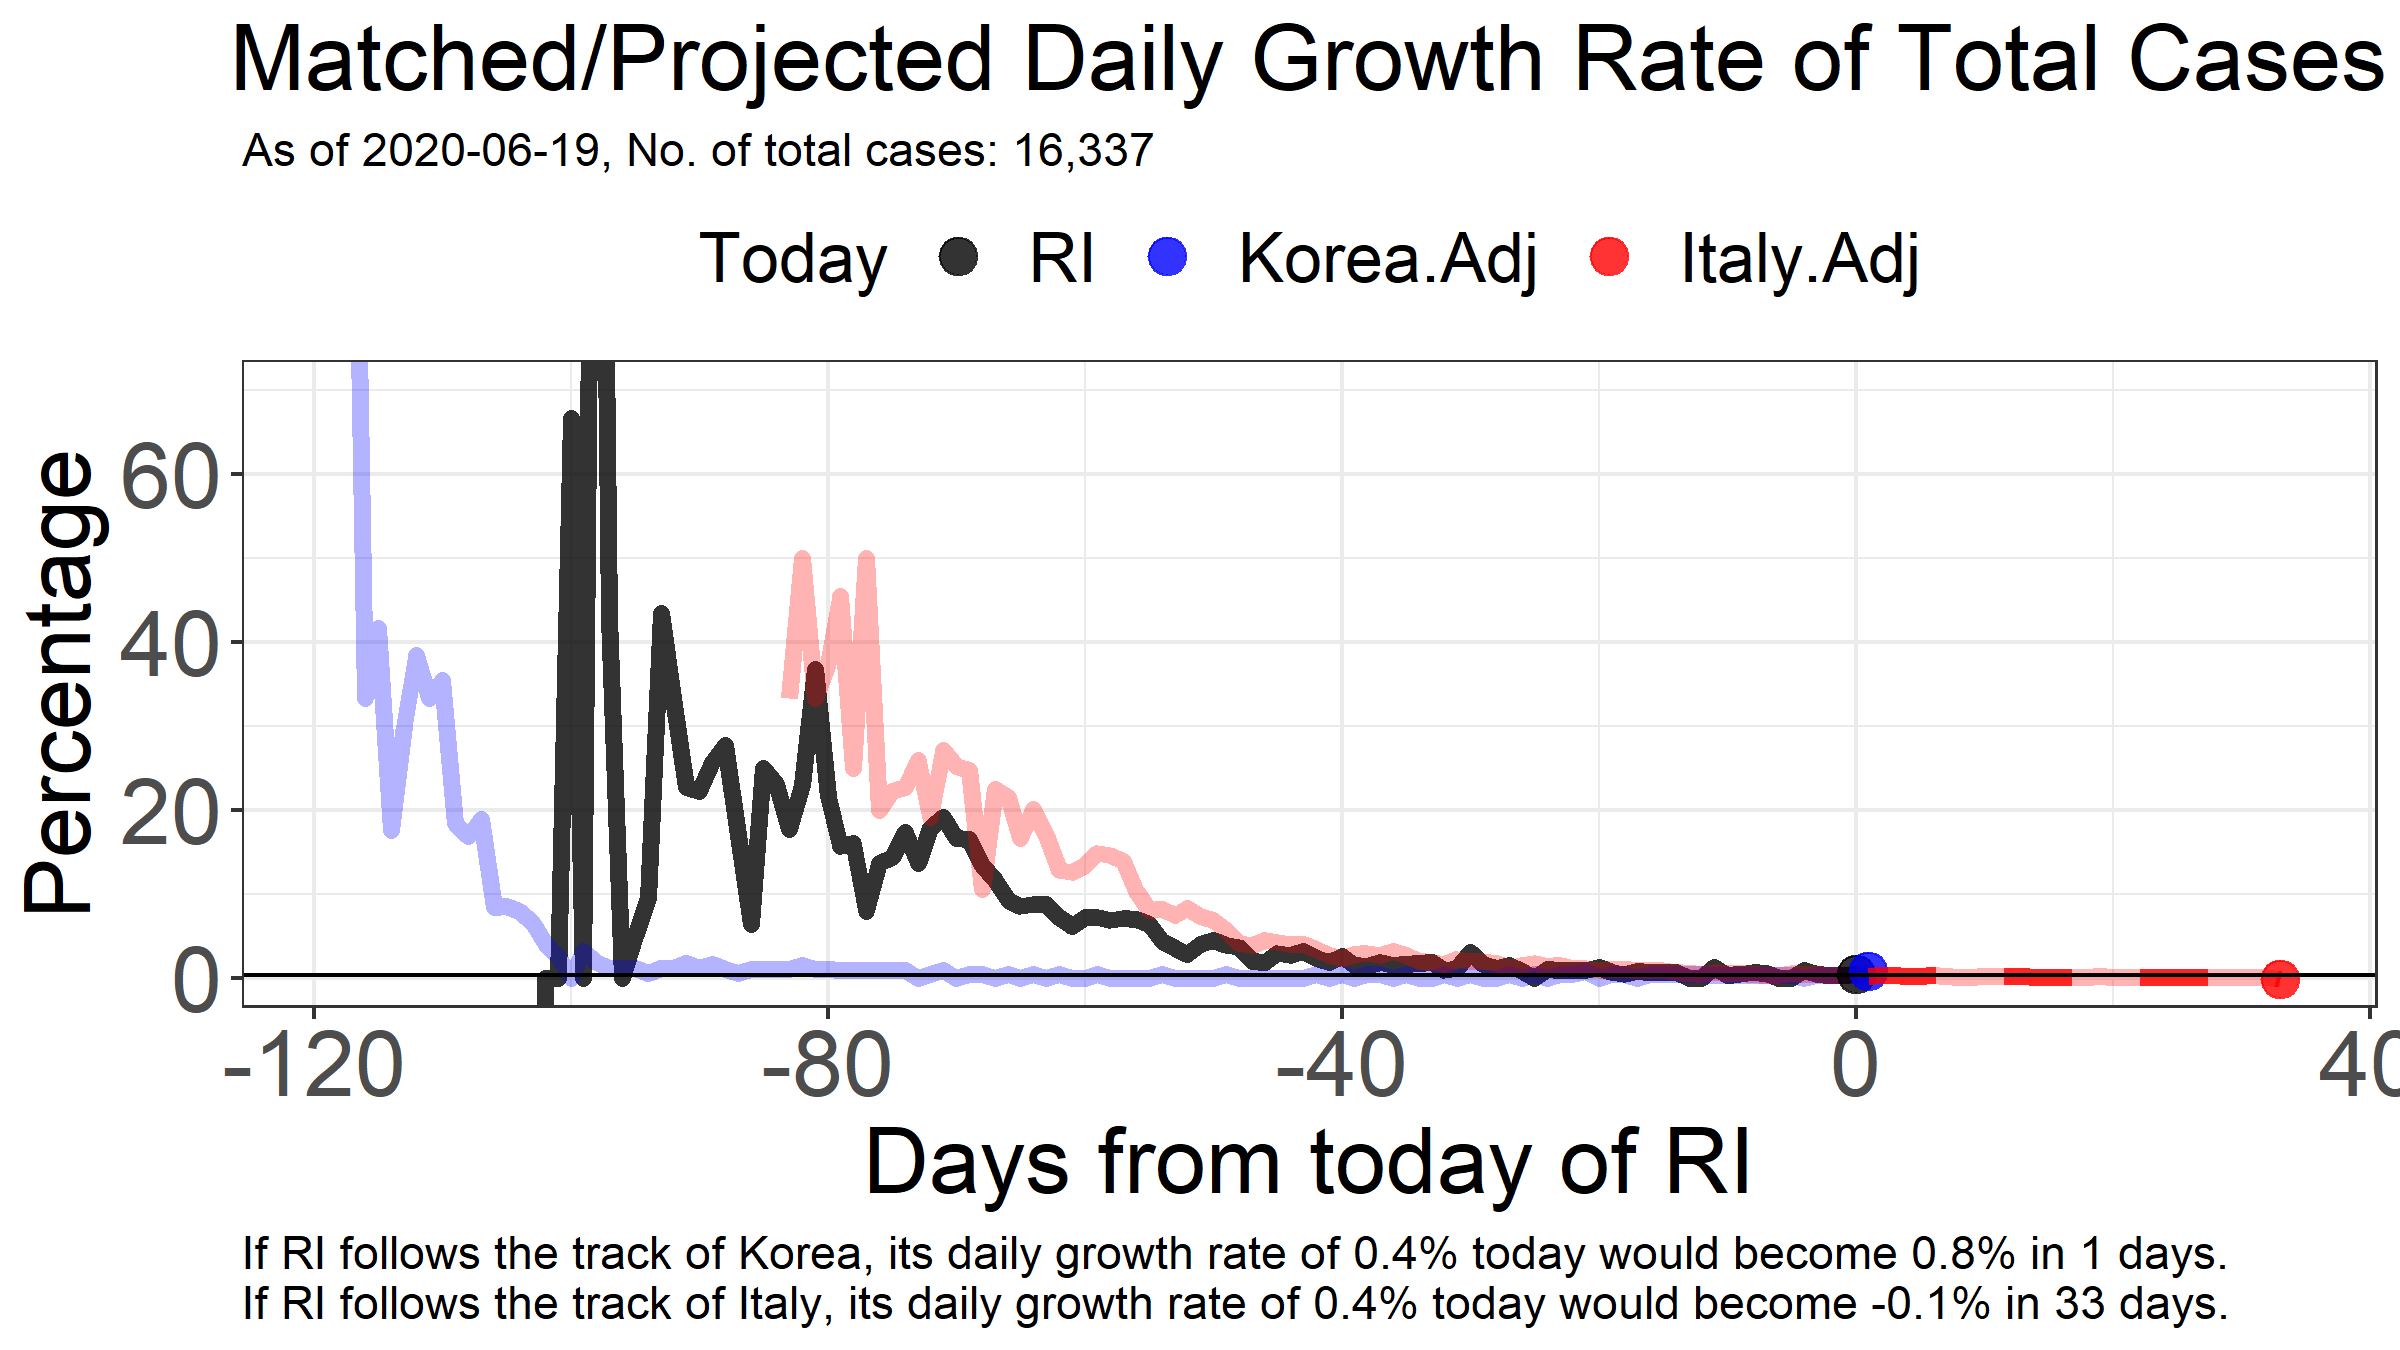 Matched/Projected Daily Growth Rate of Total Cases
As of 2020-06-19, No. of total cases: 16,337
Today RI Korea.Adj Italy.Adj
Percentage
60
40
20
0
-120 -80 -40 0 40
Days from today of RI
If RI follows the track of Korea, its daily growth rate of 0.4% today would become 0.8% in 1 days.
If RI follows the track of Italy, its daily growth rate of 0.4% today would become -0.1% in 33 days.